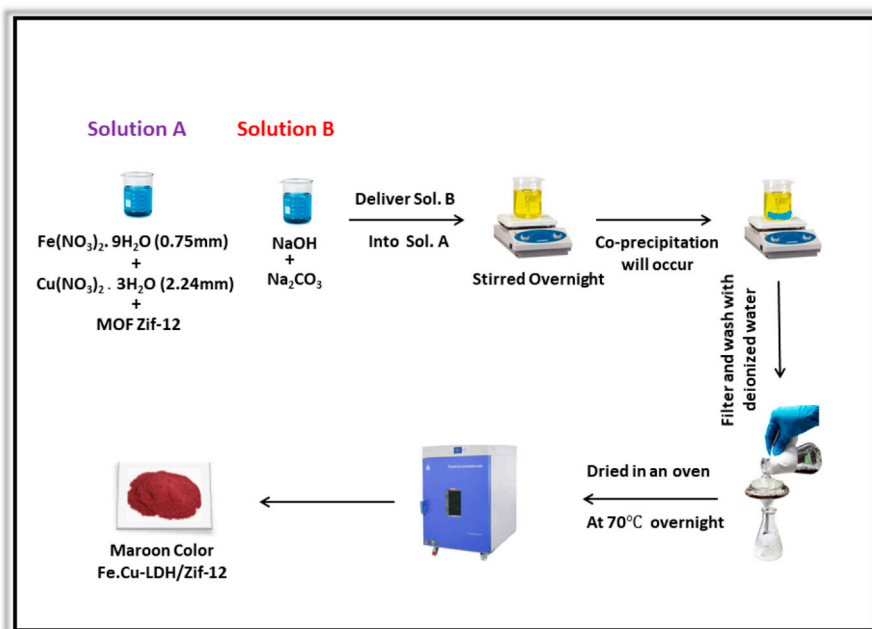 Solution A
Solution B
Fe(NO₃)₂. 9H₂O (0.75mm)
+
Cu(NO₃)₂ . 3H₂O (2.24mm)
+
MOF Zif-12
NaOH
+
Na₂CO₃
Deliver Sol. B
Into Sol. A
Stirred Overnight
Co-precipitation
will occur
Filter and wash with
deionized water
Dried in an oven
At 70℃ overnight
Maroon Color
Fe.Cu-LDH/Zif-12